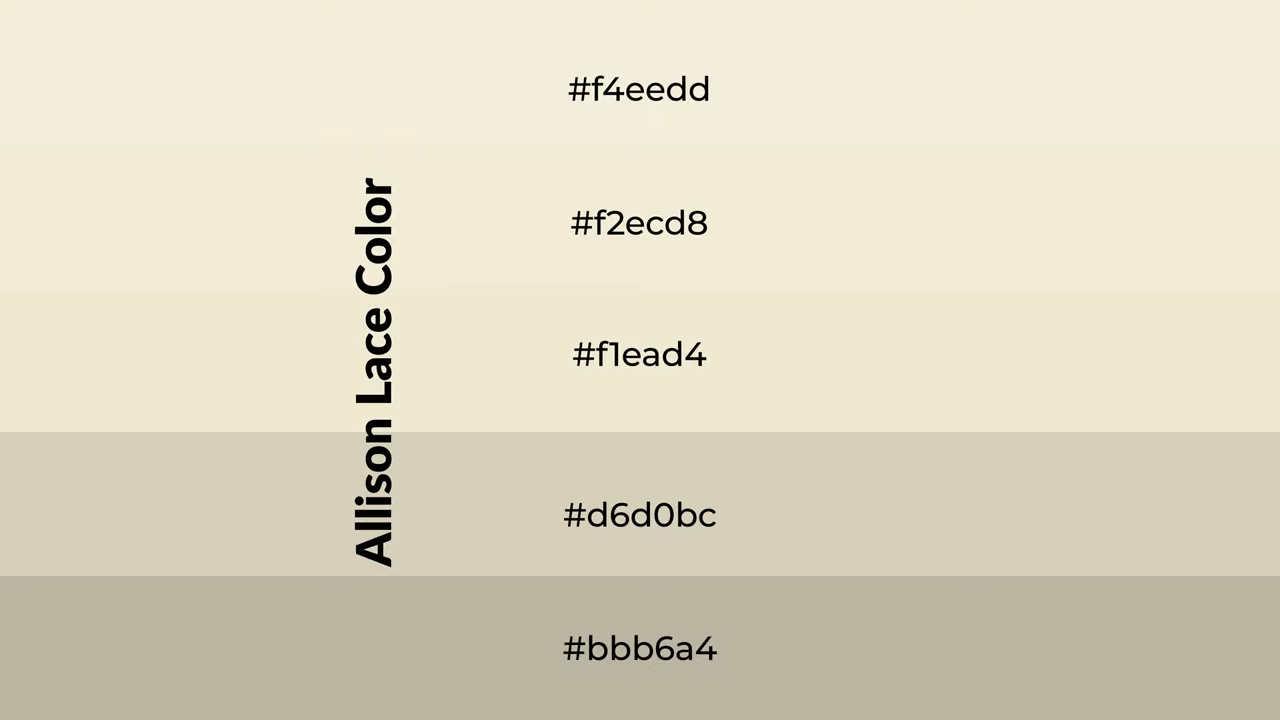 Allison Lace Color
#f4eedd
#f2ecd8
#f1ead4
#d6d0bc
#bbb6a4